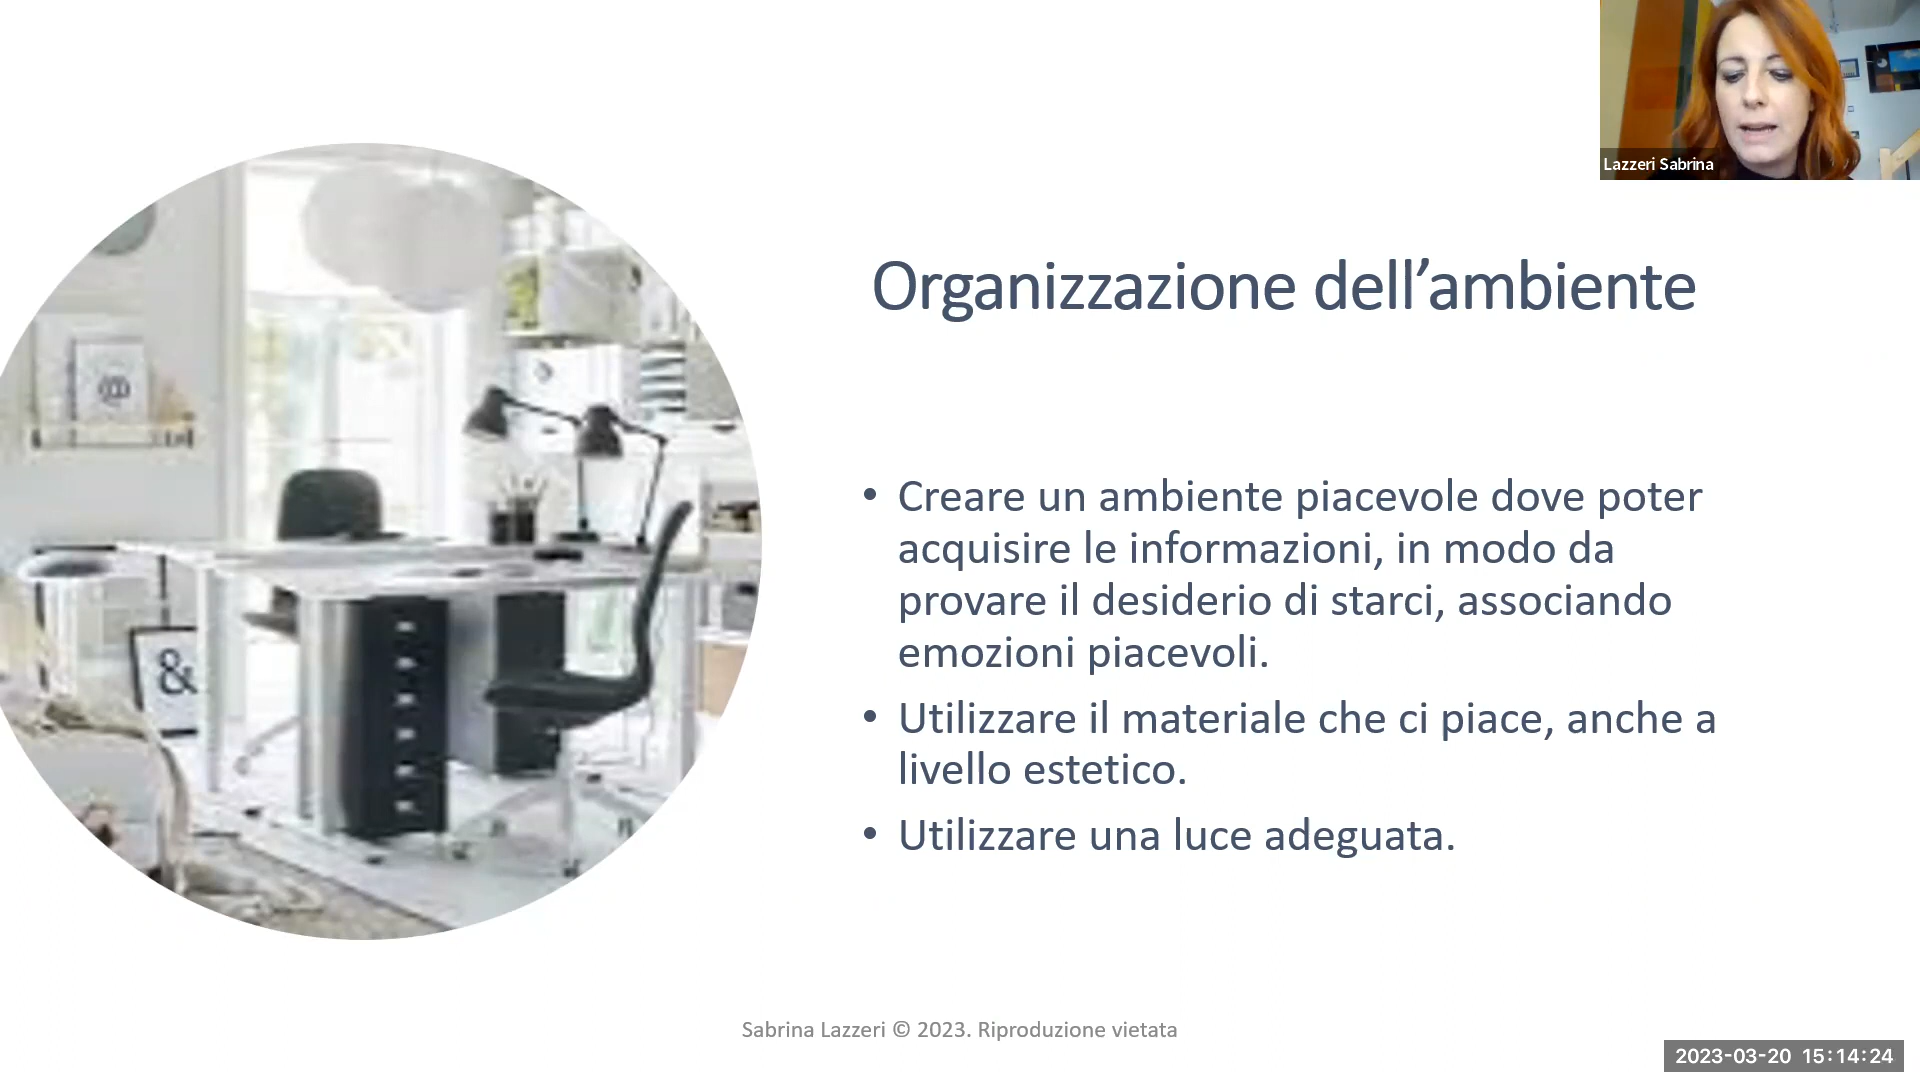 Lazzeri Sabrina
Organizzazione dell’ambiente
@
&
• Creare un ambiente piacevole dove poter
acquisire le informazioni, in modo da
provare il desiderio di starci, associando
emozioni piacevoli.
• Utilizzare il materiale che ci piace, anche a
livello estetico.
• Utilizzare una luce adeguata.
Sabrina Lazzeri © 2023. Riproduzione vietata
2023-03-20 15:14:24